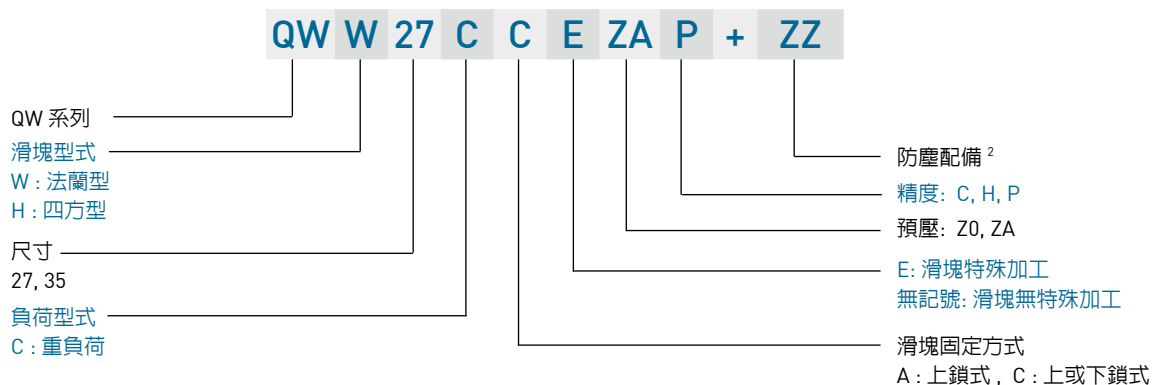 QW W 27 C C E ZA P + ZZ
QW 系列
滑塊型式
W : 法蘭型
H : 四方型
尺寸
27, 35
負荷型式
C : 重負荷
防塵配備 2
精度: C, H, P
預壓: Z0, ZA
E: 滑塊特殊加工
無記號: 滑塊無特殊加工
滑塊固定方式
A : 上鎖式 , C : 上或下鎖式